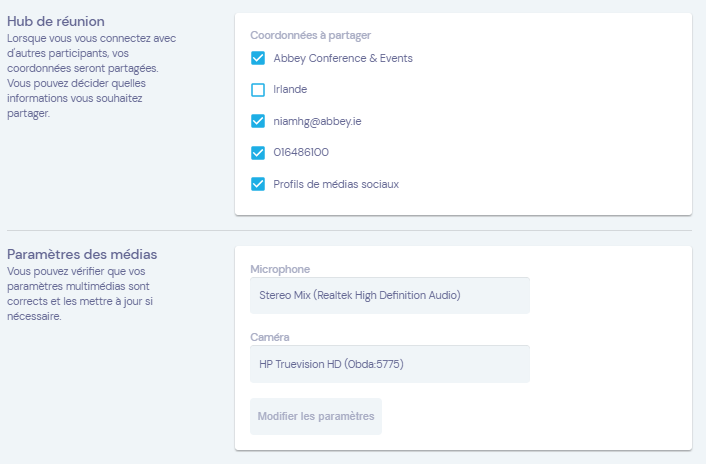 Hub de réunion
Lorsque vous vous connectez avec
d'autres participants, vos
coordonnées seront partagées.
Vous pouvez décider quelles
informations vous souhaitez
partager.
Coordonnées à partager
Abbey Conference & Events
Irlande
niamhg@abbey.ie
016486100
Profils de médias sociaux
Paramètres des médias
Vous pouvez vérifier que vos
paramètres multimédias sont
corrects et les mettre à jour si
nécessaire.
Microphone
Stereo Mix (Realtek High Definition Audio)
Caméra
HP Truevision HD (0bda:5775)
Modifier les paramètres